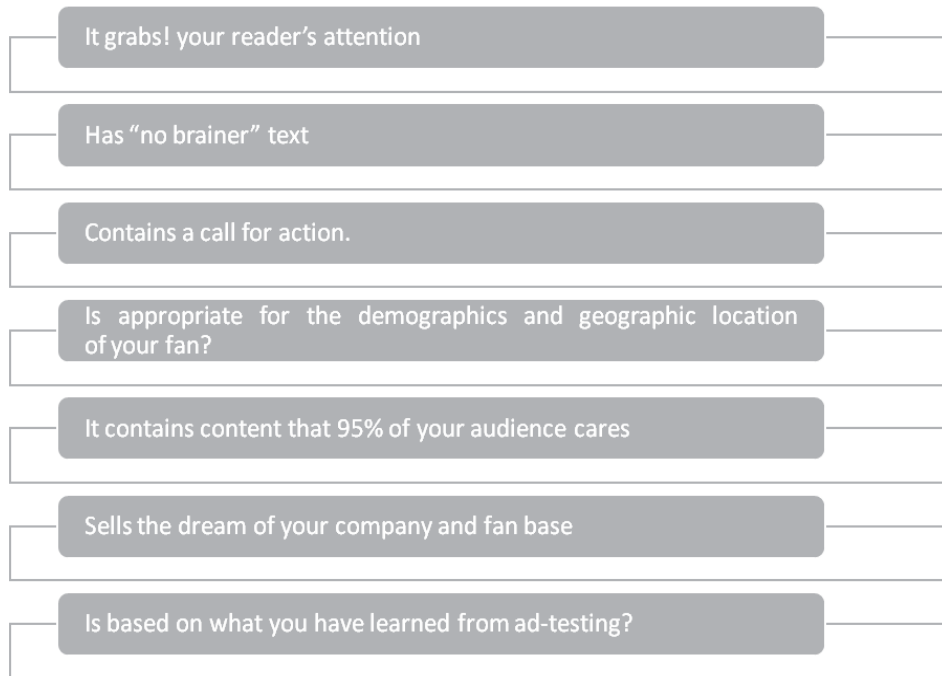 It grabs! your reader’s attention
Has “no brainer” text
Contains a call for action.
Is appropriate for the demographics and geographic location
of your fan?
It contains content that 95% of your audience cares
Sells the dream of your company and fan base
Is based on what you have learned from ad-testing?